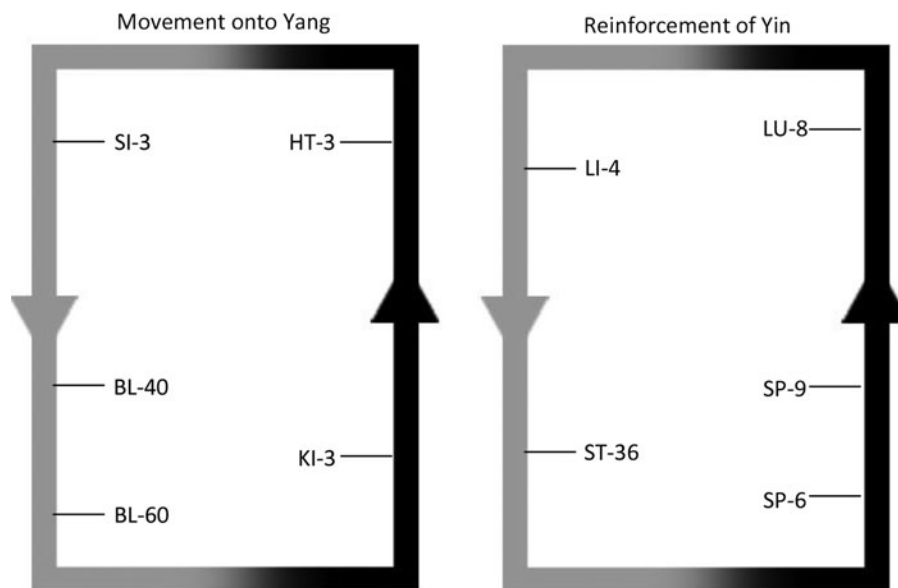 Movement onto Yang
SI-3
HT-3
BL-40
KI-3
BL-60
Reinforcement of Yin
LU-8
LI-4
SP-9
ST-36
SP-6